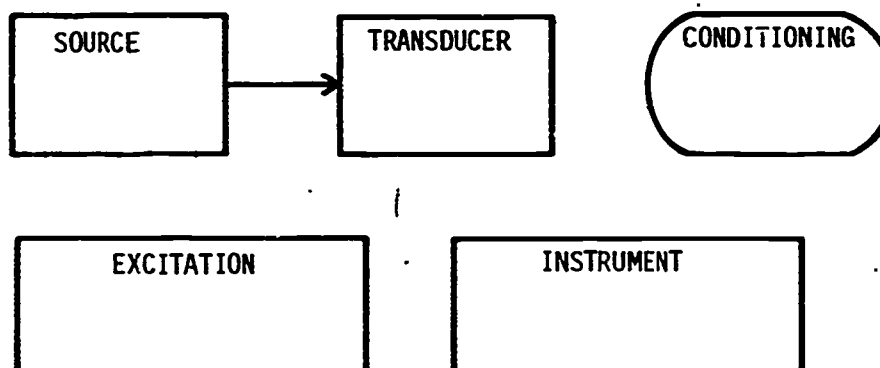 SOURCE
TRANSDUCER
CONDITIONING
EXCITATION
INSTRUMENT